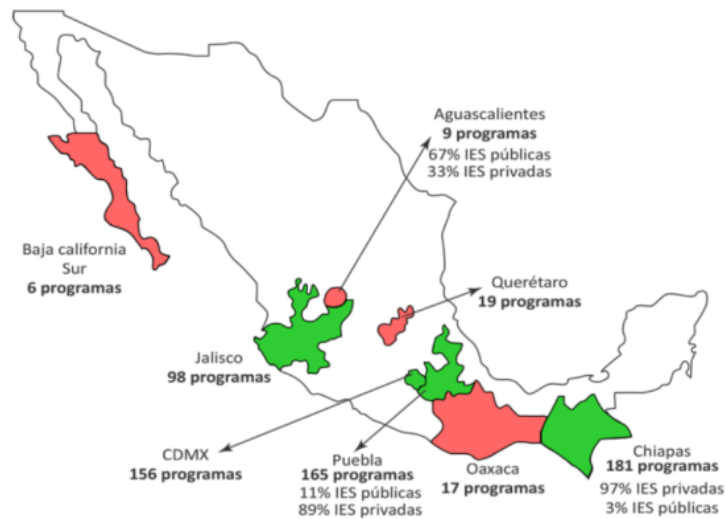 Aguascalientes
9 programas
67% IES públicas
33% IES privadas
Baja california
Sur
6 programas
Querétaro
19 programas
Jalisco
98 programas
CDMX
156 programas
Puebla
165 programas
11% IES públicas
89% IES privadas
Oaxaca
17 programas
Chiapas
181 programas
97% IES privadas
3% IES públicas